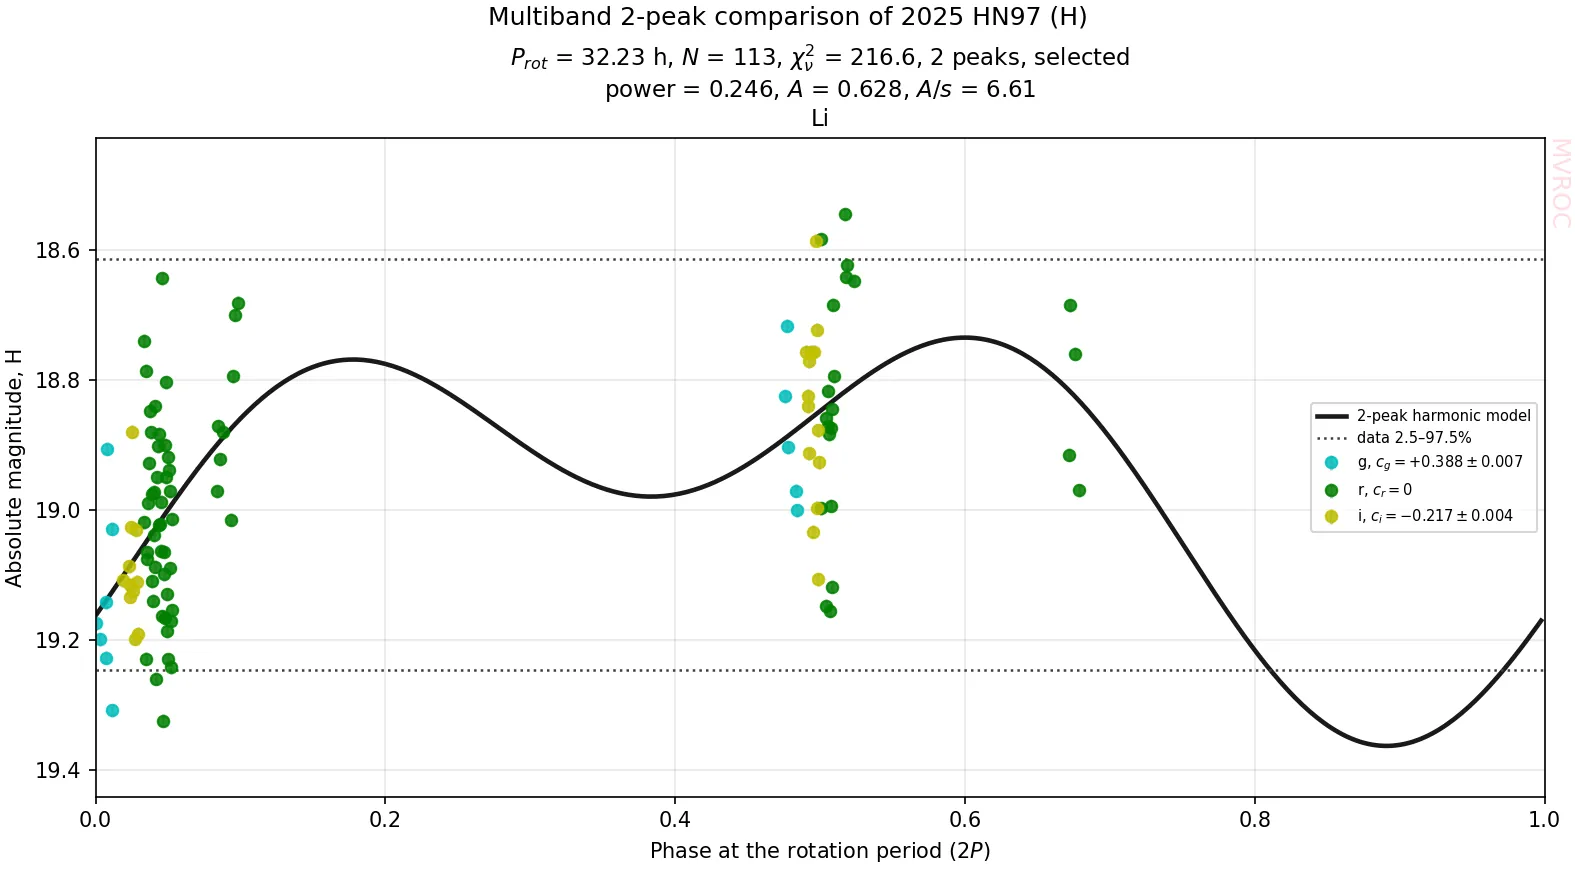 Multiband 2-peak comparison of 2025 HN97 (H)
P_rot = 32.23 h, N = 113, χ²_ν = 216.6, 2 peaks, selected
power = 0.246, A = 0.628, A/s = 6.61
Li
MVROC
18.6
18.8
19.0
19.2
19.4
Absolute magnitude, H
2-peak harmonic model
data 2.5–97.5%
g, c_g = +0.388 ± 0.007
r, c_r = 0
i, c_i = −0.217 ± 0.004
0.0 0.2 0.4 0.6 0.8 1.0
Phase at the rotation period (2P)